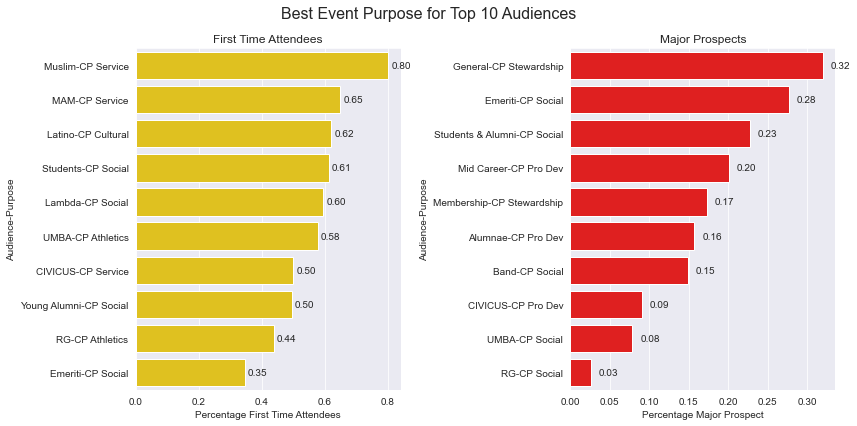 Best Event Purpose for Top 10 Audiences
First Time Attendees
Audience-Purpose
Muslim-CP Service 0.80
MAM-CP Service 0.65
Latino-CP Cultural 0.62
Students-CP Social 0.61
Lambda-CP Social 0.60
UMBA-CP Athletics 0.58
CIVICUS-CP Service 0.50
Young Alumni-CP Social 0.50
RG-CP Athletics 0.44
Emeriti-CP Social 0.35
0.0 0.2 0.4 0.6 0.8
Percentage First Time Attendees
Major Prospects
Audience-Purpose
General-CP Stewardship 0.32
Emeriti-CP Social 0.28
Students & Alumni-CP Social 0.23
Mid Career-CP Pro Dev 0.20
Membership-CP Stewardship 0.17
Alumnae-CP Pro Dev 0.16
Band-CP Social 0.15
CIVICUS-CP Pro Dev 0.09
UMBA-CP Social 0.08
RG-CP Social 0.03
0.00 0.05 0.10 0.15 0.20 0.25 0.30
Percentage Major Prospect